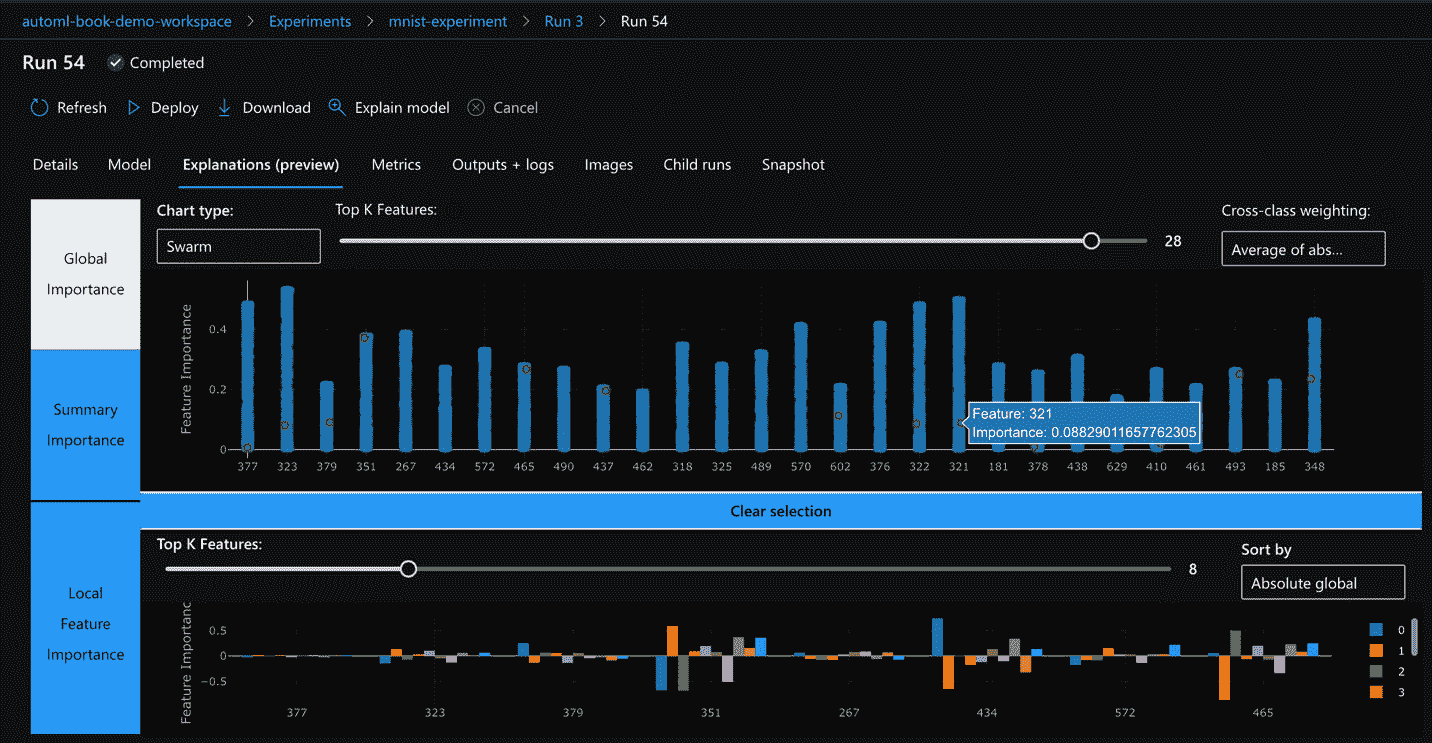 automl-book-demo-workspace > Experiments > mnist-experiment > Run 3 > Run 54
Run 54 Completed
Refresh Deploy Download Explain model Cancel
Details Model Explanations (preview) Metrics Outputs + logs Images Child runs Snapshot
Global
Importance
Summary
Importance
Local
Feature
Importance
Chart type:
Swarm
Top K Features:
28
Cross-class weighting:
Average of abs...
Feature Importance
0.4
0.2
0
Feature: 321
Importance: 0.08829011657762305
377 323 379 351 267 434 572 465 490 437 462 318 325 489 570 602 376 322 321 181 378 438 629 410 461 493 185 348
Clear selection
Top K Features:
8
Sort by
Absolute global
Feature Importanc
0.5
0
−0.5
377 323 379 351 267 434 572 465
0
1
2
3